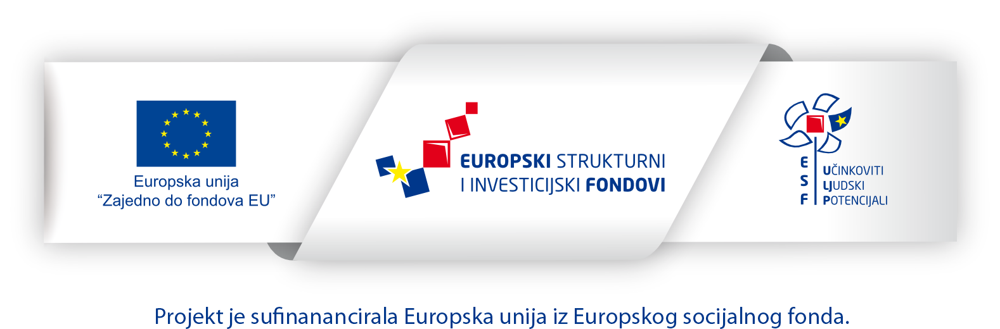 Europska unija
“Zajedno do fondova EU”
EUROPSKI STRUKTURNI
I INVESTICIJSKI FONDOVI
E
S
F
UČINKOVITI
LJUDSKI
POTENCIJALI
Projekt je sufinanancirala Europska unija iz Europskog socijalnog fonda.